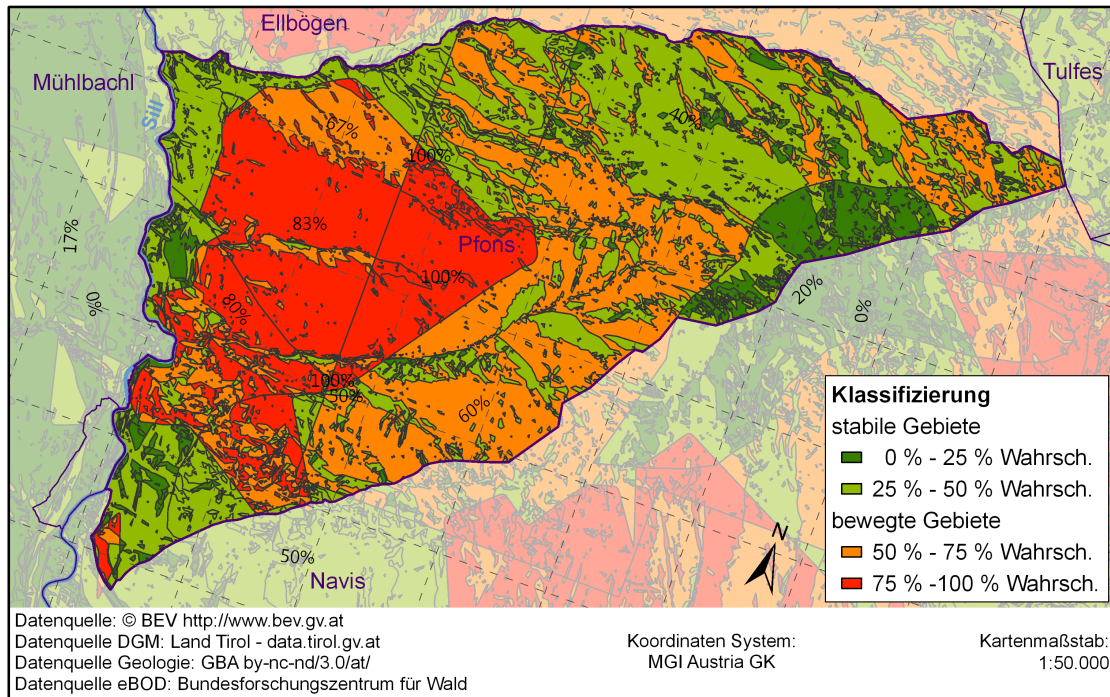 Ellbögen
Mühlbachl
Tulfes
Sill
67%
40%
100%
83%
Pfons
17%
100%
0%
80%
20%
0%
100%
50%
60%
50%
Navis
N
Klassifizierung
stabile Gebiete
0 % - 25 % Wahrsch.
25 % - 50 % Wahrsch.
bewegte Gebiete
50 % - 75 % Wahrsch.
75 % -100 % Wahrsch.
Datenquelle: © BEV http://www.bev.gv.at
Datenquelle DGM: Land Tirol - data.tirol.gv.at
Datenquelle Geologie: GBA by-nc-nd/3.0/at/
Datenquelle eBOD: Bundesforschungszentrum für Wald
Koordinaten System:
MGI Austria GK
Kartenmaßstab:
1:50.000